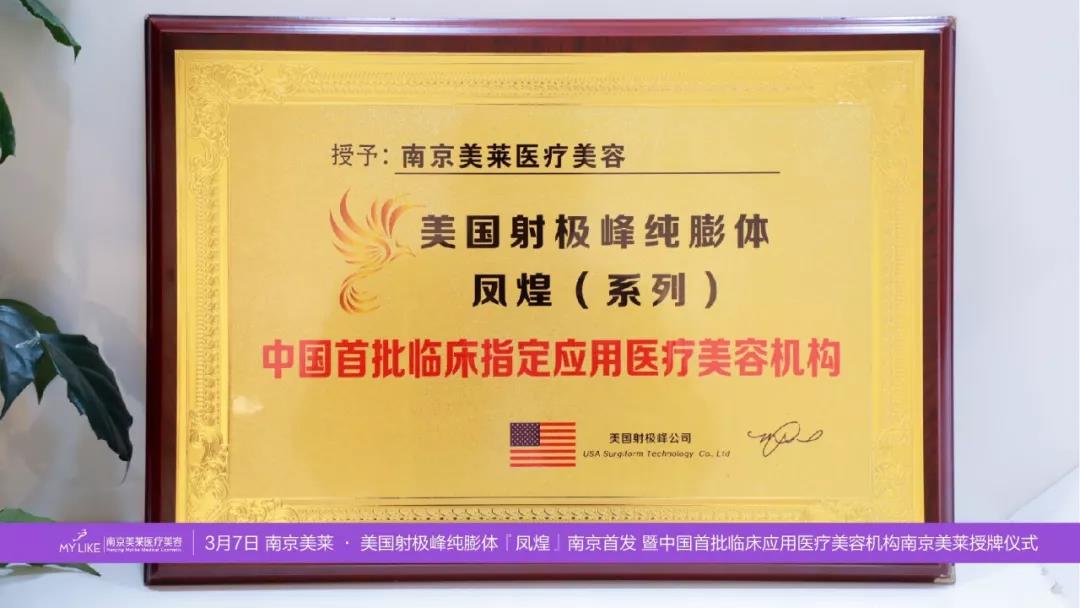 授予：南京美莱医疗美容
美国射极峰纯膨体
凤煌（系列）
中国首批临床指定应用医疗美容机构
美国射极峰公司
USA Surgiform Technology Co., Ltd
MYLIKE 南京美莱医疗美容
Nanjing Mylike Medical Cosmetic
3月7日 南京美莱 · 美国射极峰纯膨体『凤煌』南京首发 暨中国首批临床应用医疗美容机构南京美莱授牌仪式